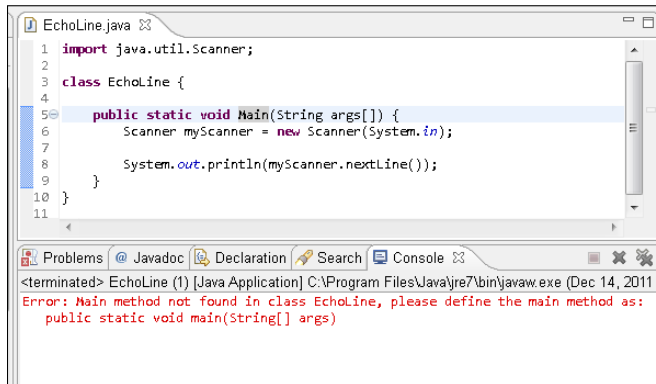 EchoLine.java
1 import java.util.Scanner;
2
3 class EchoLine {
4
5 public static void Main(String args[]) {
6 Scanner myScanner = new Scanner(System.in);
7
8 System.out.println(myScanner.nextLine());
9 }
10 }
11
Problems @ Javadoc Declaration Search Console
<terminated> EchoLine (1) [Java Application] C:\Program Files\Java\jre7\bin\javaw.exe (Dec 14, 2011
Error: Main method not found in class EchoLine, please define the main method as:
public static void main(String[] args)